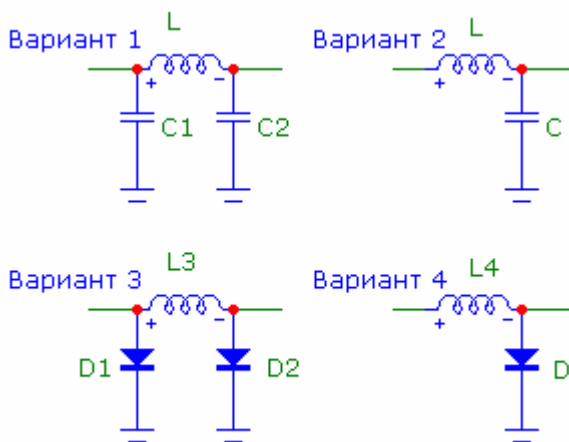 Вариант 1
L
C1
C2
+
-
Вариант 2
L
C
+
-
Вариант 3
L3
D1
D2
+
-
Вариант 4
L4
D
+
-